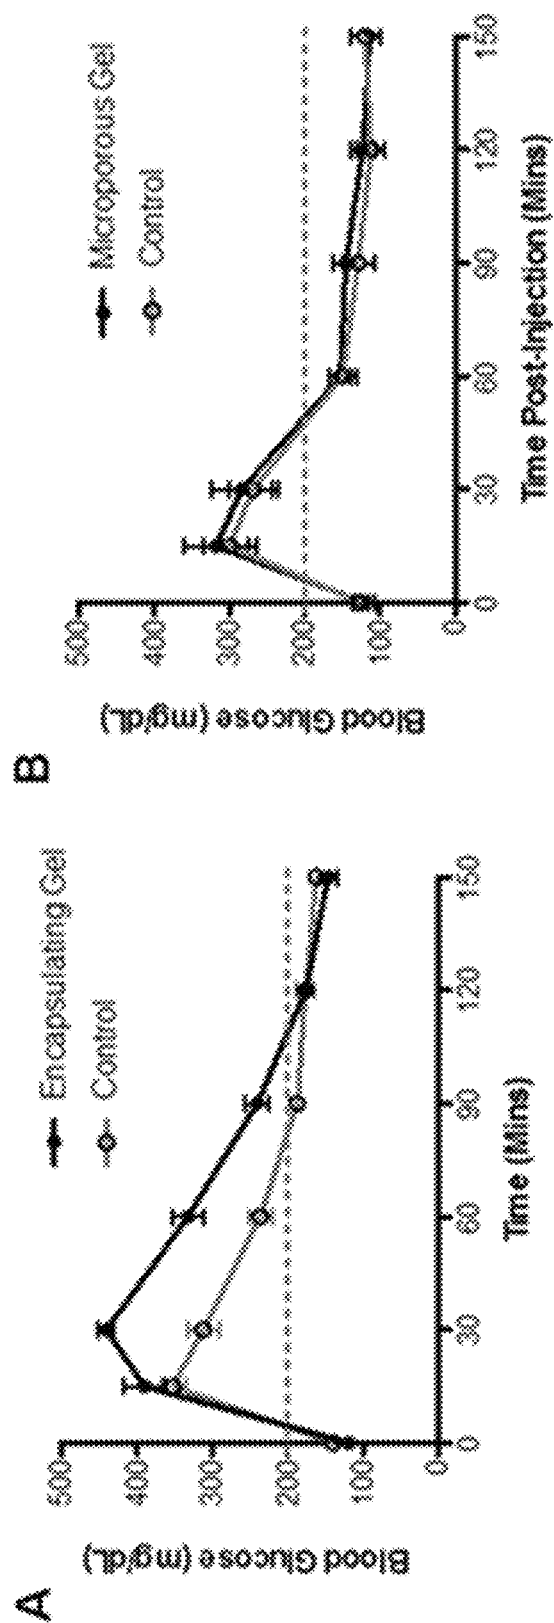 A
Encapsulating Gel
Control
Blood Glucose (mg/dL)
500
400
300
200
100
0
0 30 60 90 120 150
Time (Mins)
B
Microporous Gel
Control
Blood Glucose (mg/dL)
500
400
300
200
100
0
0 30 60 90 120 150
Time Post-Injection (Mins)